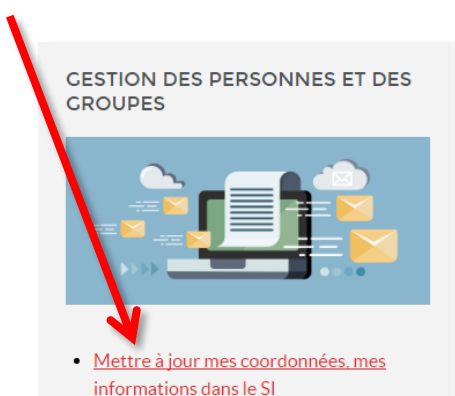 GESTION DES PERSONNES ET DES
GROUPES
Mettre à jour mes coordonnées, mes
informations dans le SI